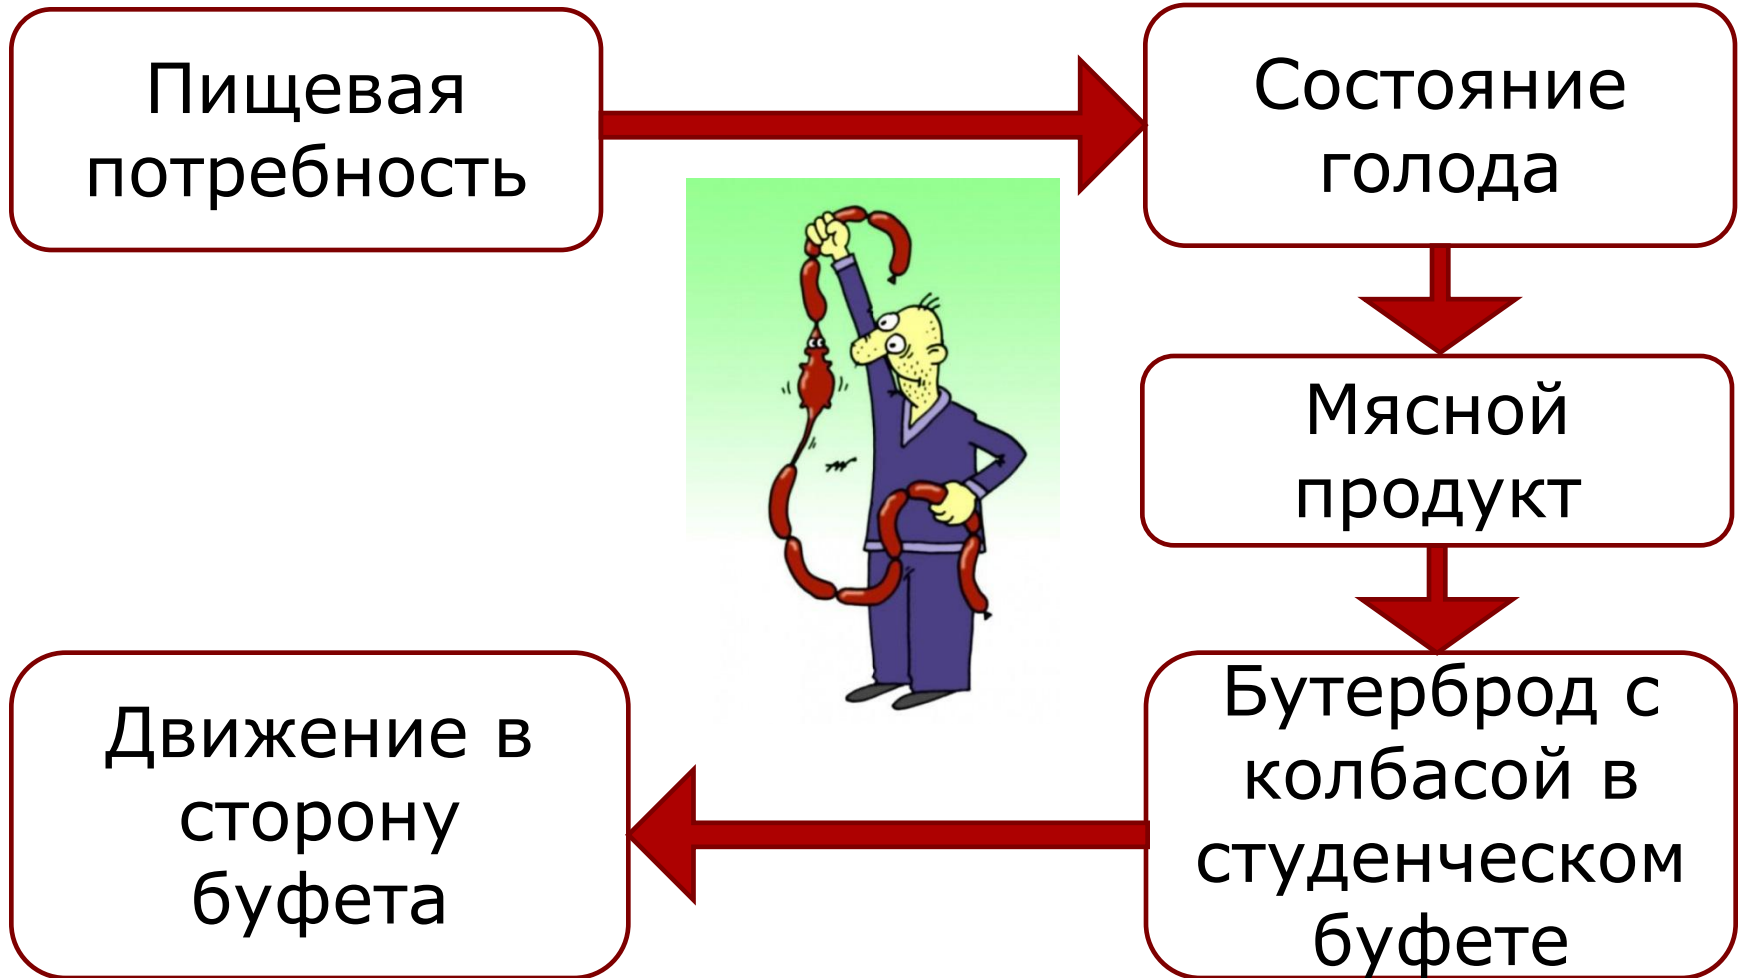 Пищевая
потребность
Состояние
голода
Мясной
продукт
Бутерброд с
колбасой в
студенческом
буфете
Движение в
сторону
буфета